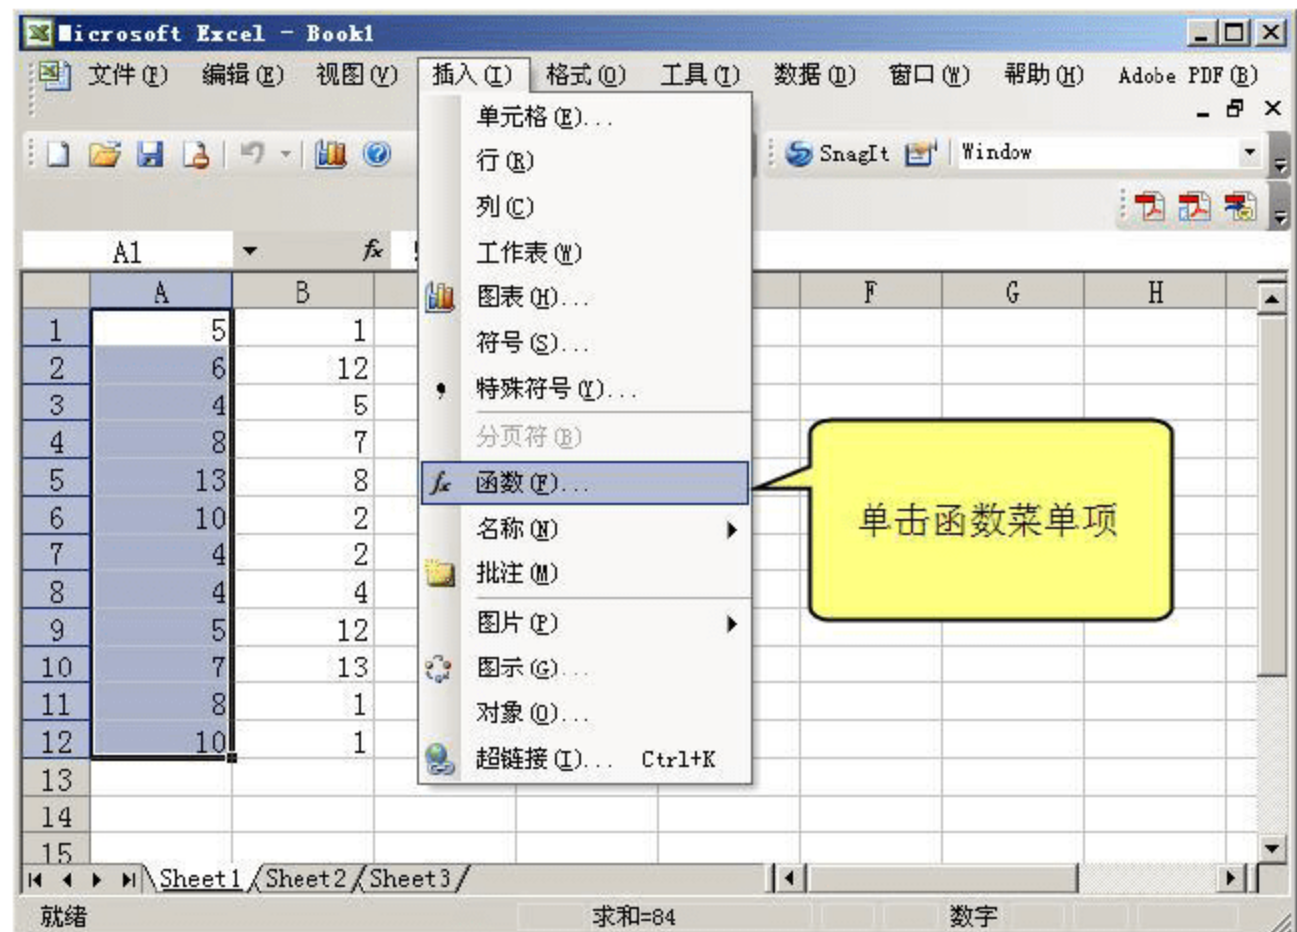 Microsoft Excel - Book1
文件(F) 编辑(E) 视图(V) 插入(I) 格式(O) 工具(T) 数据(D) 窗口(W) 帮助(H) Adobe PDF(B)
SnagIt Window
A1 fx
单元格(E)...
行(R)
列(C)
工作表(W)
图表(H)...
符号(S)...
特殊符号(Y)...
分页符(B)
fx 函数(F)...
名称(N)
批注(M)
图片(P)
图示(G)...
对象(O)...
超链接(I)... Ctrl+K
单击函数菜单项
A B F G H
1 5 1
2 6 12
3 4 5
4 8 7
5 13 8
6 10 2
7 4 2
8 4 4
9 5 12
10 7 13
11 8 1
12 10 1
13
14
15
Sheet1 Sheet2 Sheet3
就绪 求和=84 数字